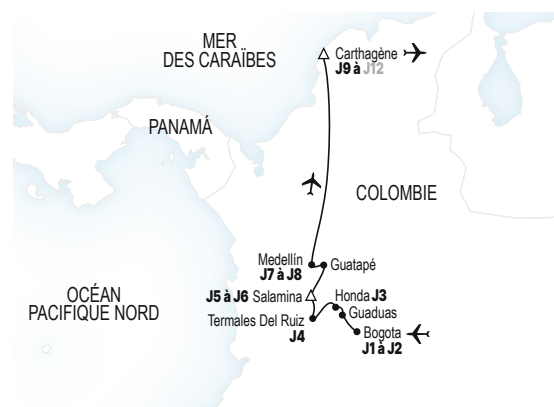 MER
DES CARAÏBES
Carthagène
J9 à J12
PANAMÁ
COLOMBIE
Medellín
J7 à J8
Guatapé
OCÉAN
PACIFIQUE NORD
J5 à J6 Salamina
Honda J3
Termales Del Ruiz
J4
Guaduas
Bogota
J1 à J2